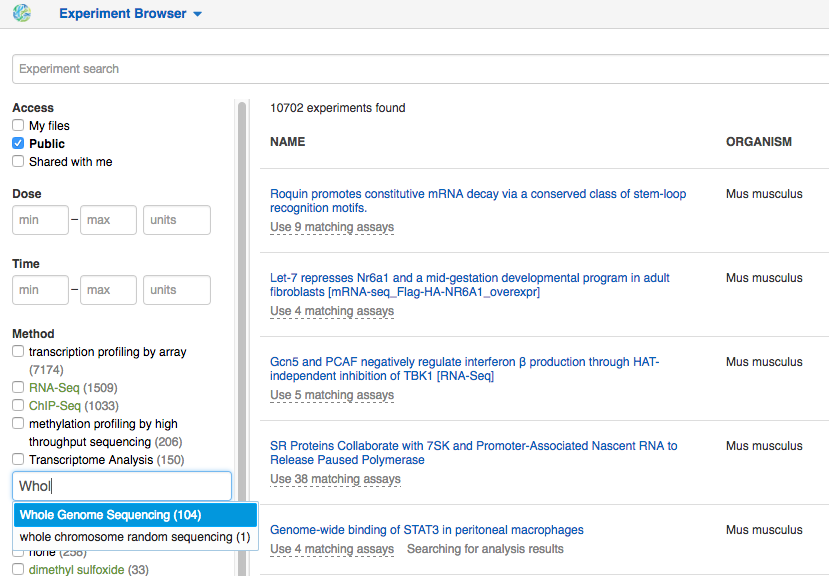 Experiment Browser
Experiment search
Access
My files
Public
Shared with me
Dose
min – max units
Time
min – max units
Method
transcription profiling by array
(7174)
RNA-Seq (1509)
ChIP-Seq (1033)
methylation profiling by high
throughput sequencing (206)
Transcriptome Analysis (150)
Whol
Whole Genome Sequencing (104)
whole chromosome random sequencing (1)
none (258)
dimethyl sulfoxide (33)
10702 experiments found
NAME ORGANISM
Roquin promotes constitutive mRNA decay via a conserved class of stem-loop Mus musculus
recognition motifs.
Use 9 matching assays
Let-7 represses Nr6a1 and a mid-gestation developmental program in adult Mus musculus
fibroblasts [mRNA-seq_Flag-HA-NR6A1_overexpr]
Use 4 matching assays
Gcn5 and PCAF negatively regulate interferon β production through HAT- Mus musculus
independent inhibition of TBK1 [RNA-Seq]
Use 5 matching assays
SR Proteins Collaborate with 7SK and Promoter-Associated Nascent RNA to Mus musculus
Release Paused Polymerase
Use 38 matching assays
Genome-wide binding of STAT3 in peritoneal macrophages Mus musculus
Use 4 matching assays Searching for analysis results